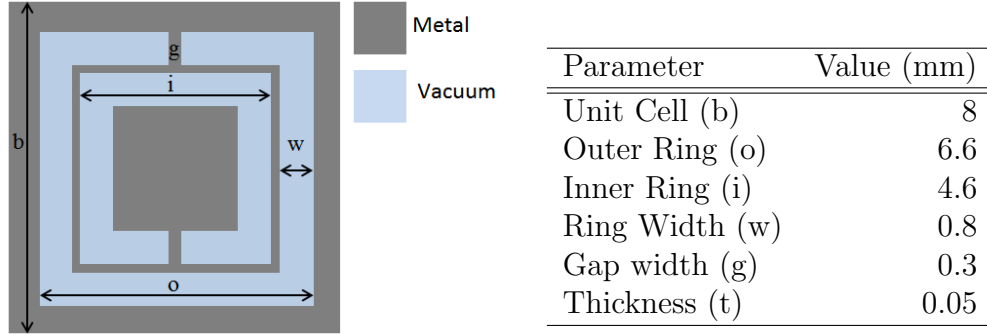 g
i
b
w
o
Metal
Vacuum
Parameter Value (mm)
Unit Cell (b) 8
Outer Ring (o) 6.6
Inner Ring (i) 4.6
Ring Width (w) 0.8
Gap width (g) 0.3
Thickness (t) 0.05